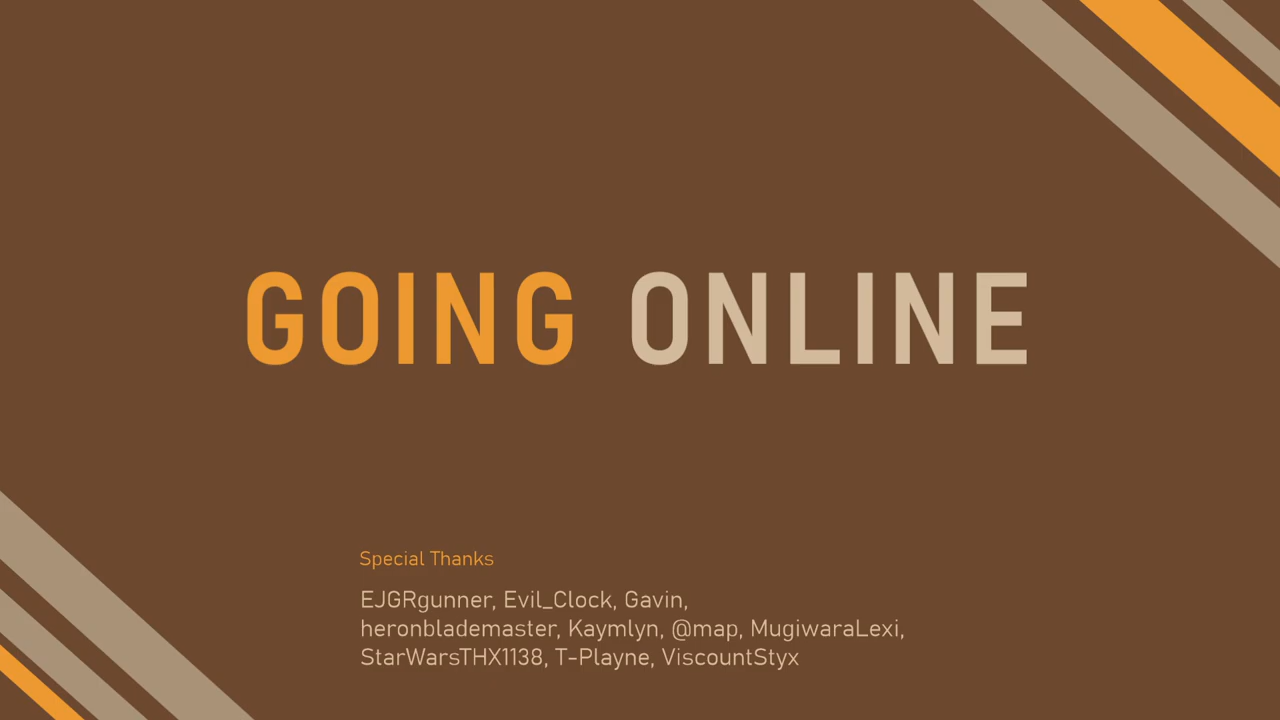 GOING ONLINE
Special Thanks
EJGRgunner, Evil_Clock, Gavin,
heronblademaster, Kaymlyn, @map, MugiwaraLexi,
StarWarsTHX1138, T-Playne, ViscountStyx